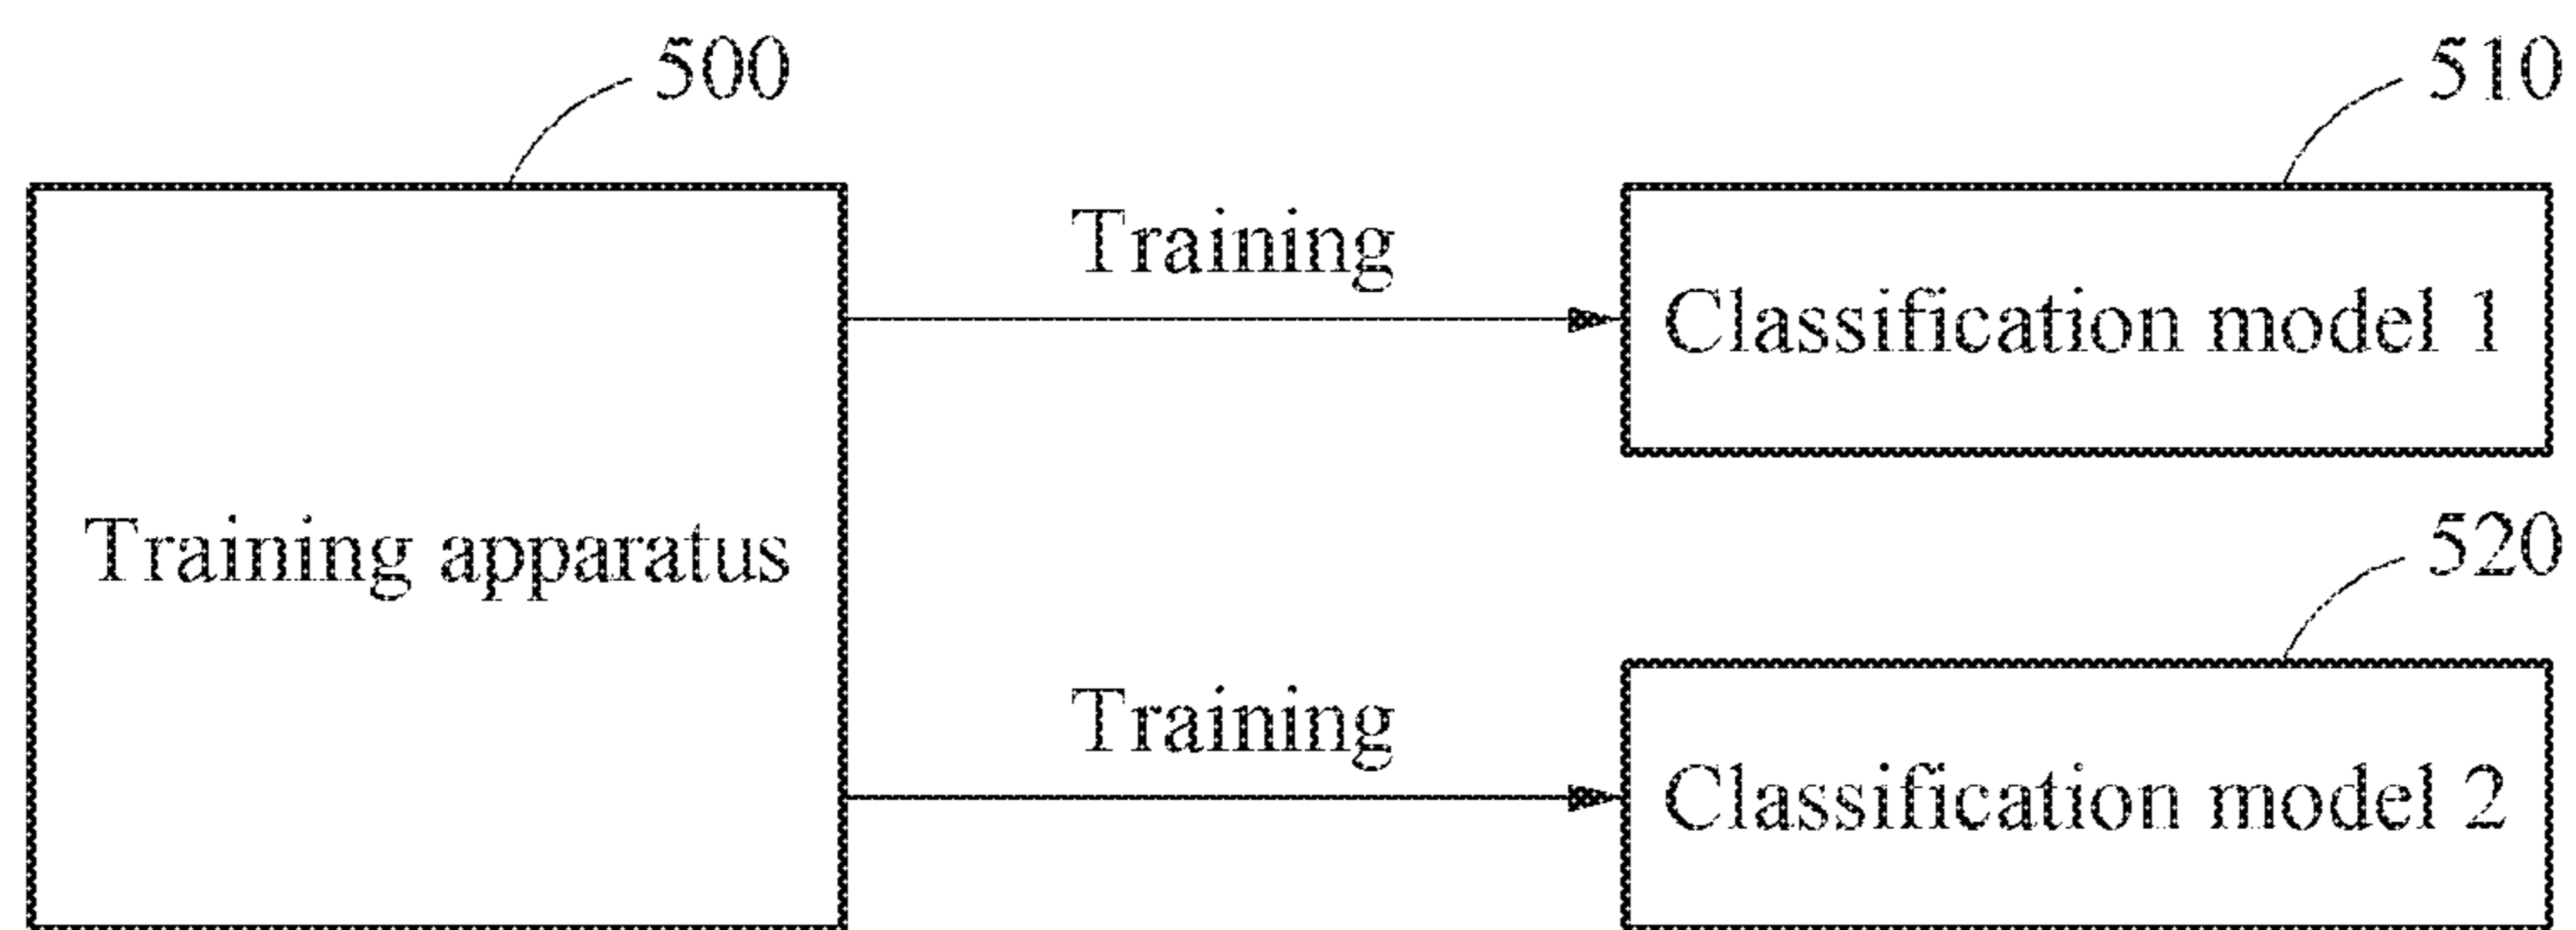 500
510
Training
Classification model 1
Training apparatus
520
Training
Classification model 2